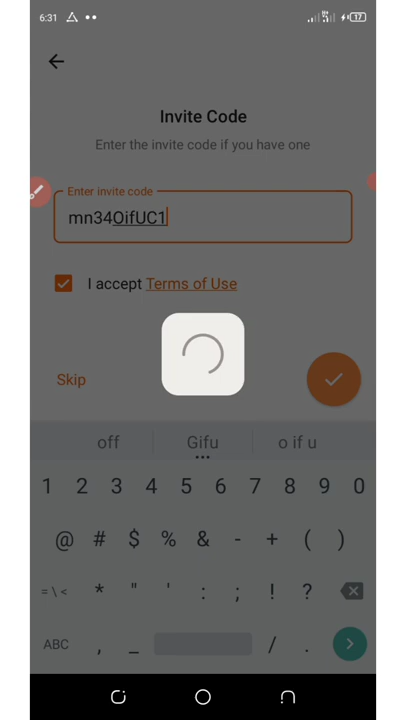 6:31
17
Invite Code
Enter the invite code if you have one
Enter invite code
mn34OifUC1
I accept Terms of Use
Skip
off Gifu o if u
1 2 3 4 5 6 7 8 9 0
@ # $ % & - + ( )
= \ < * " ' : ; ! ?
ABC , _ / .